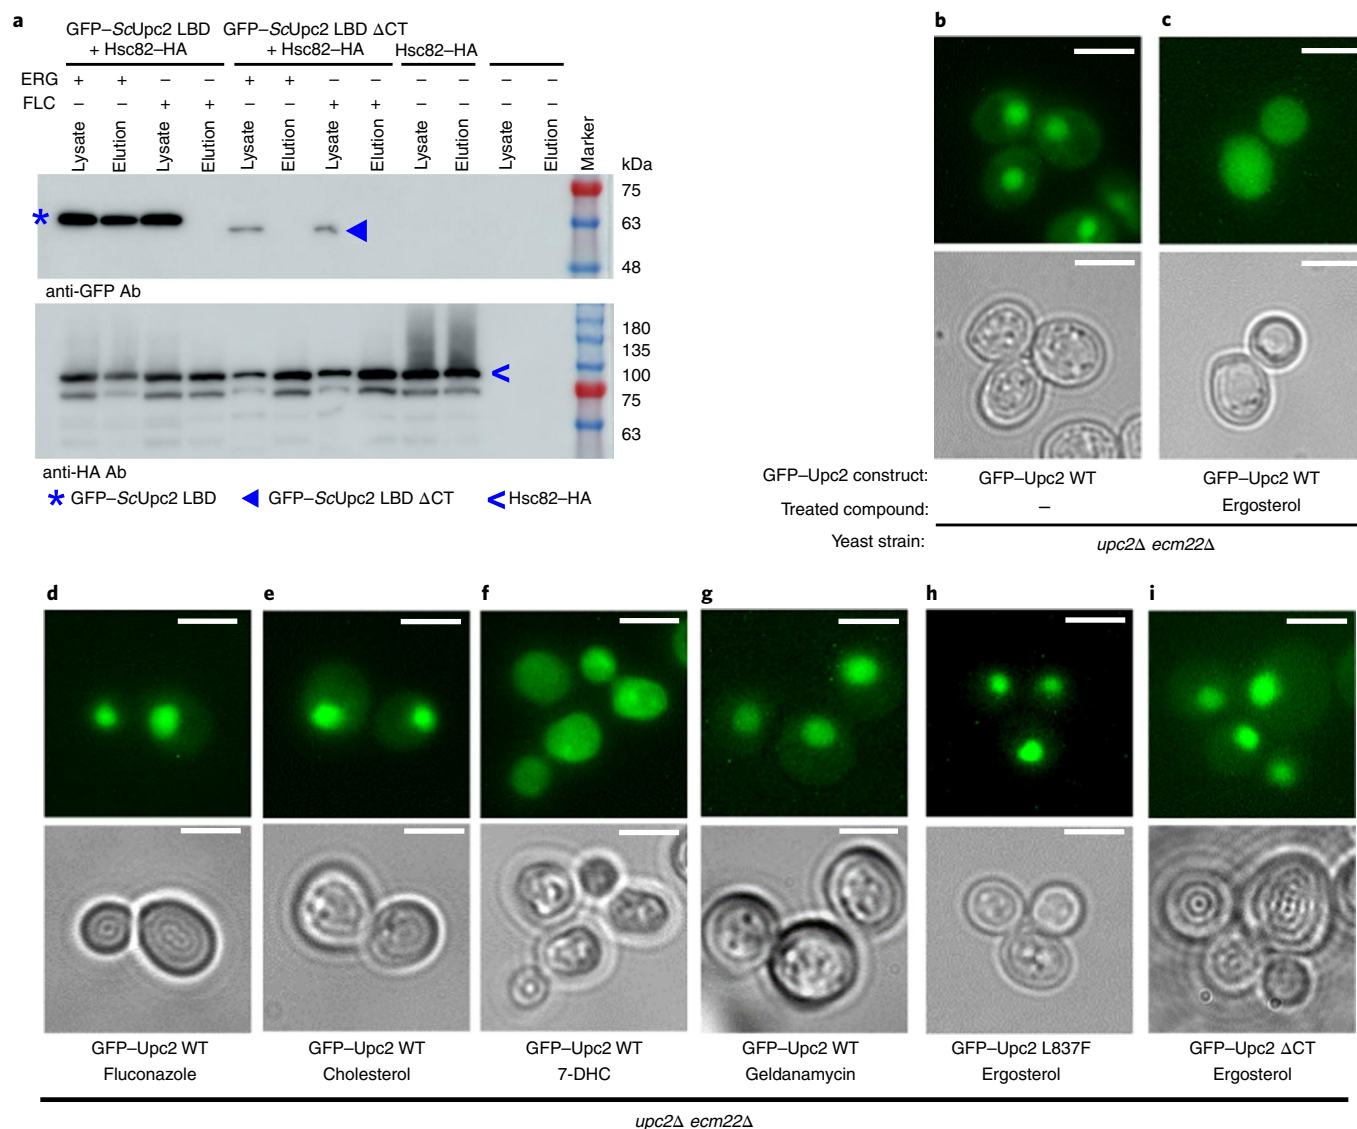 a
GFP–ScUpc2 LBD + Hsc82–HA
GFP–ScUpc2 LBD ΔCT + Hsc82–HA
Hsc82–HA
ERG + + – – + + – – – – – –
FLC – – + + – – + + – – – –
Lysate Elution Lysate Elution Lysate Elution Lysate Elution Lysate Elution Lysate Elution Marker
kDa
75
63
48
anti-GFP Ab
180
135
100
75
63
anti-HA Ab
* GFP–ScUpc2 LBD ◀ GFP–ScUpc2 LBD ΔCT < Hsc82–HA
b c
GFP–Upc2 construct: GFP–Upc2 WT GFP–Upc2 WT
Treated compound: – Ergosterol
Yeast strain: upc2Δ ecm22Δ
d e f g h i
GFP–Upc2 WT GFP–Upc2 WT GFP–Upc2 WT GFP–Upc2 WT GFP–Upc2 L837F GFP–Upc2 ΔCT
Fluconazole Cholesterol 7-DHC Geldanamycin Ergosterol Ergosterol
upc2Δ ecm22Δ